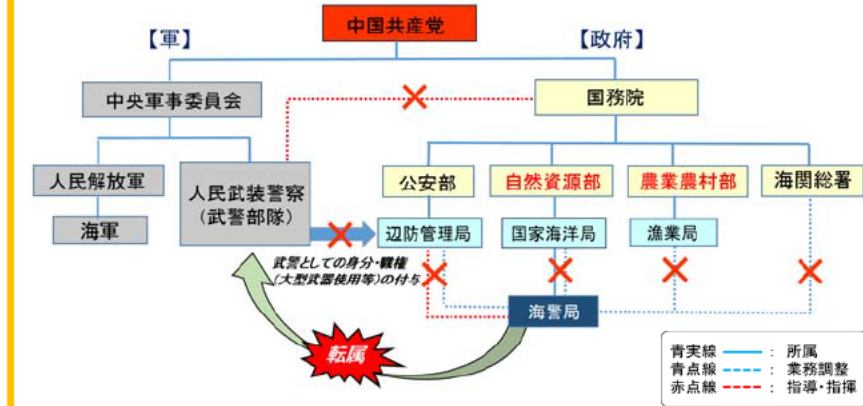 中国共産党
【軍】
【政府】
中央軍事委員会
国務院
人民解放軍
人民武装警察
(武警部隊)
公安部
自然資源部
農業農村部
海関総署
海軍
辺防管理局
国家海洋局
漁業局
武警としての身分・職権
(大型武器使用等)の付与
海警局
転属
青実線 : 所属
青点線 : 業務調整
赤点線 : 指導・指揮